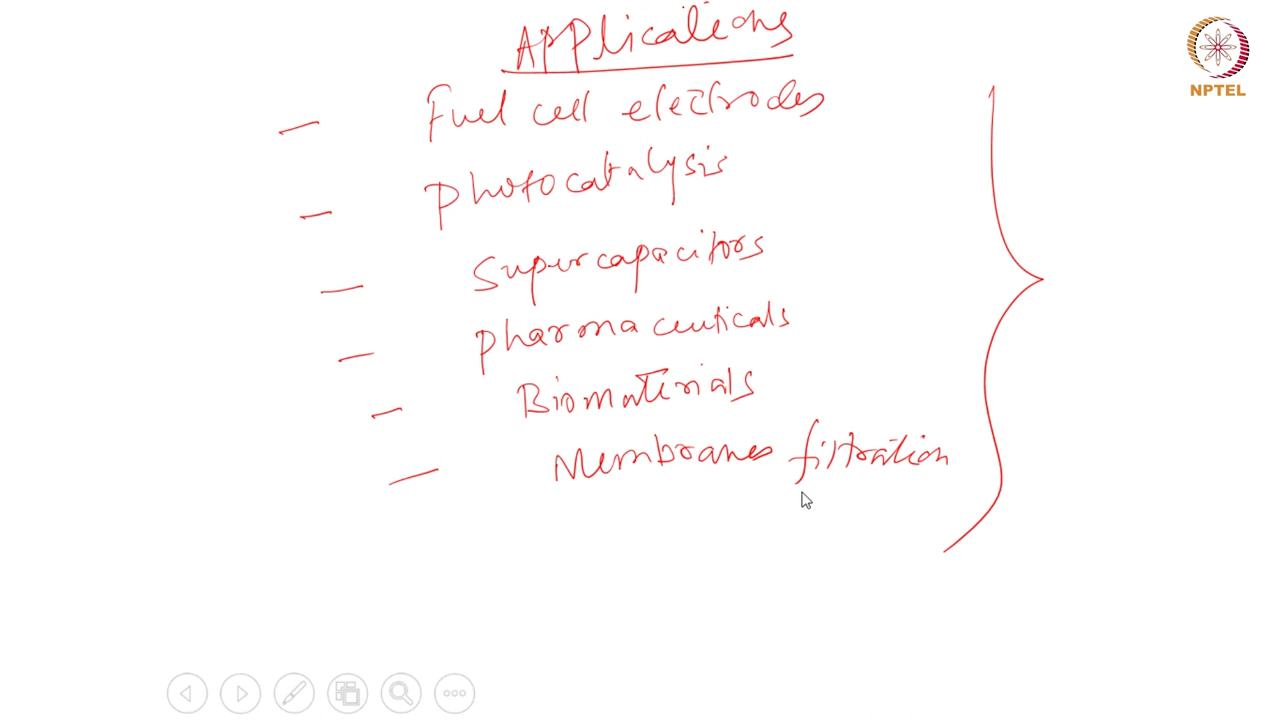 Applications
NPTEL
- Fuel cell electrodes
- Photocatalysis
- Supercapacitors
- Pharmaceuticals
- Biomaterials
- Membranes filtration